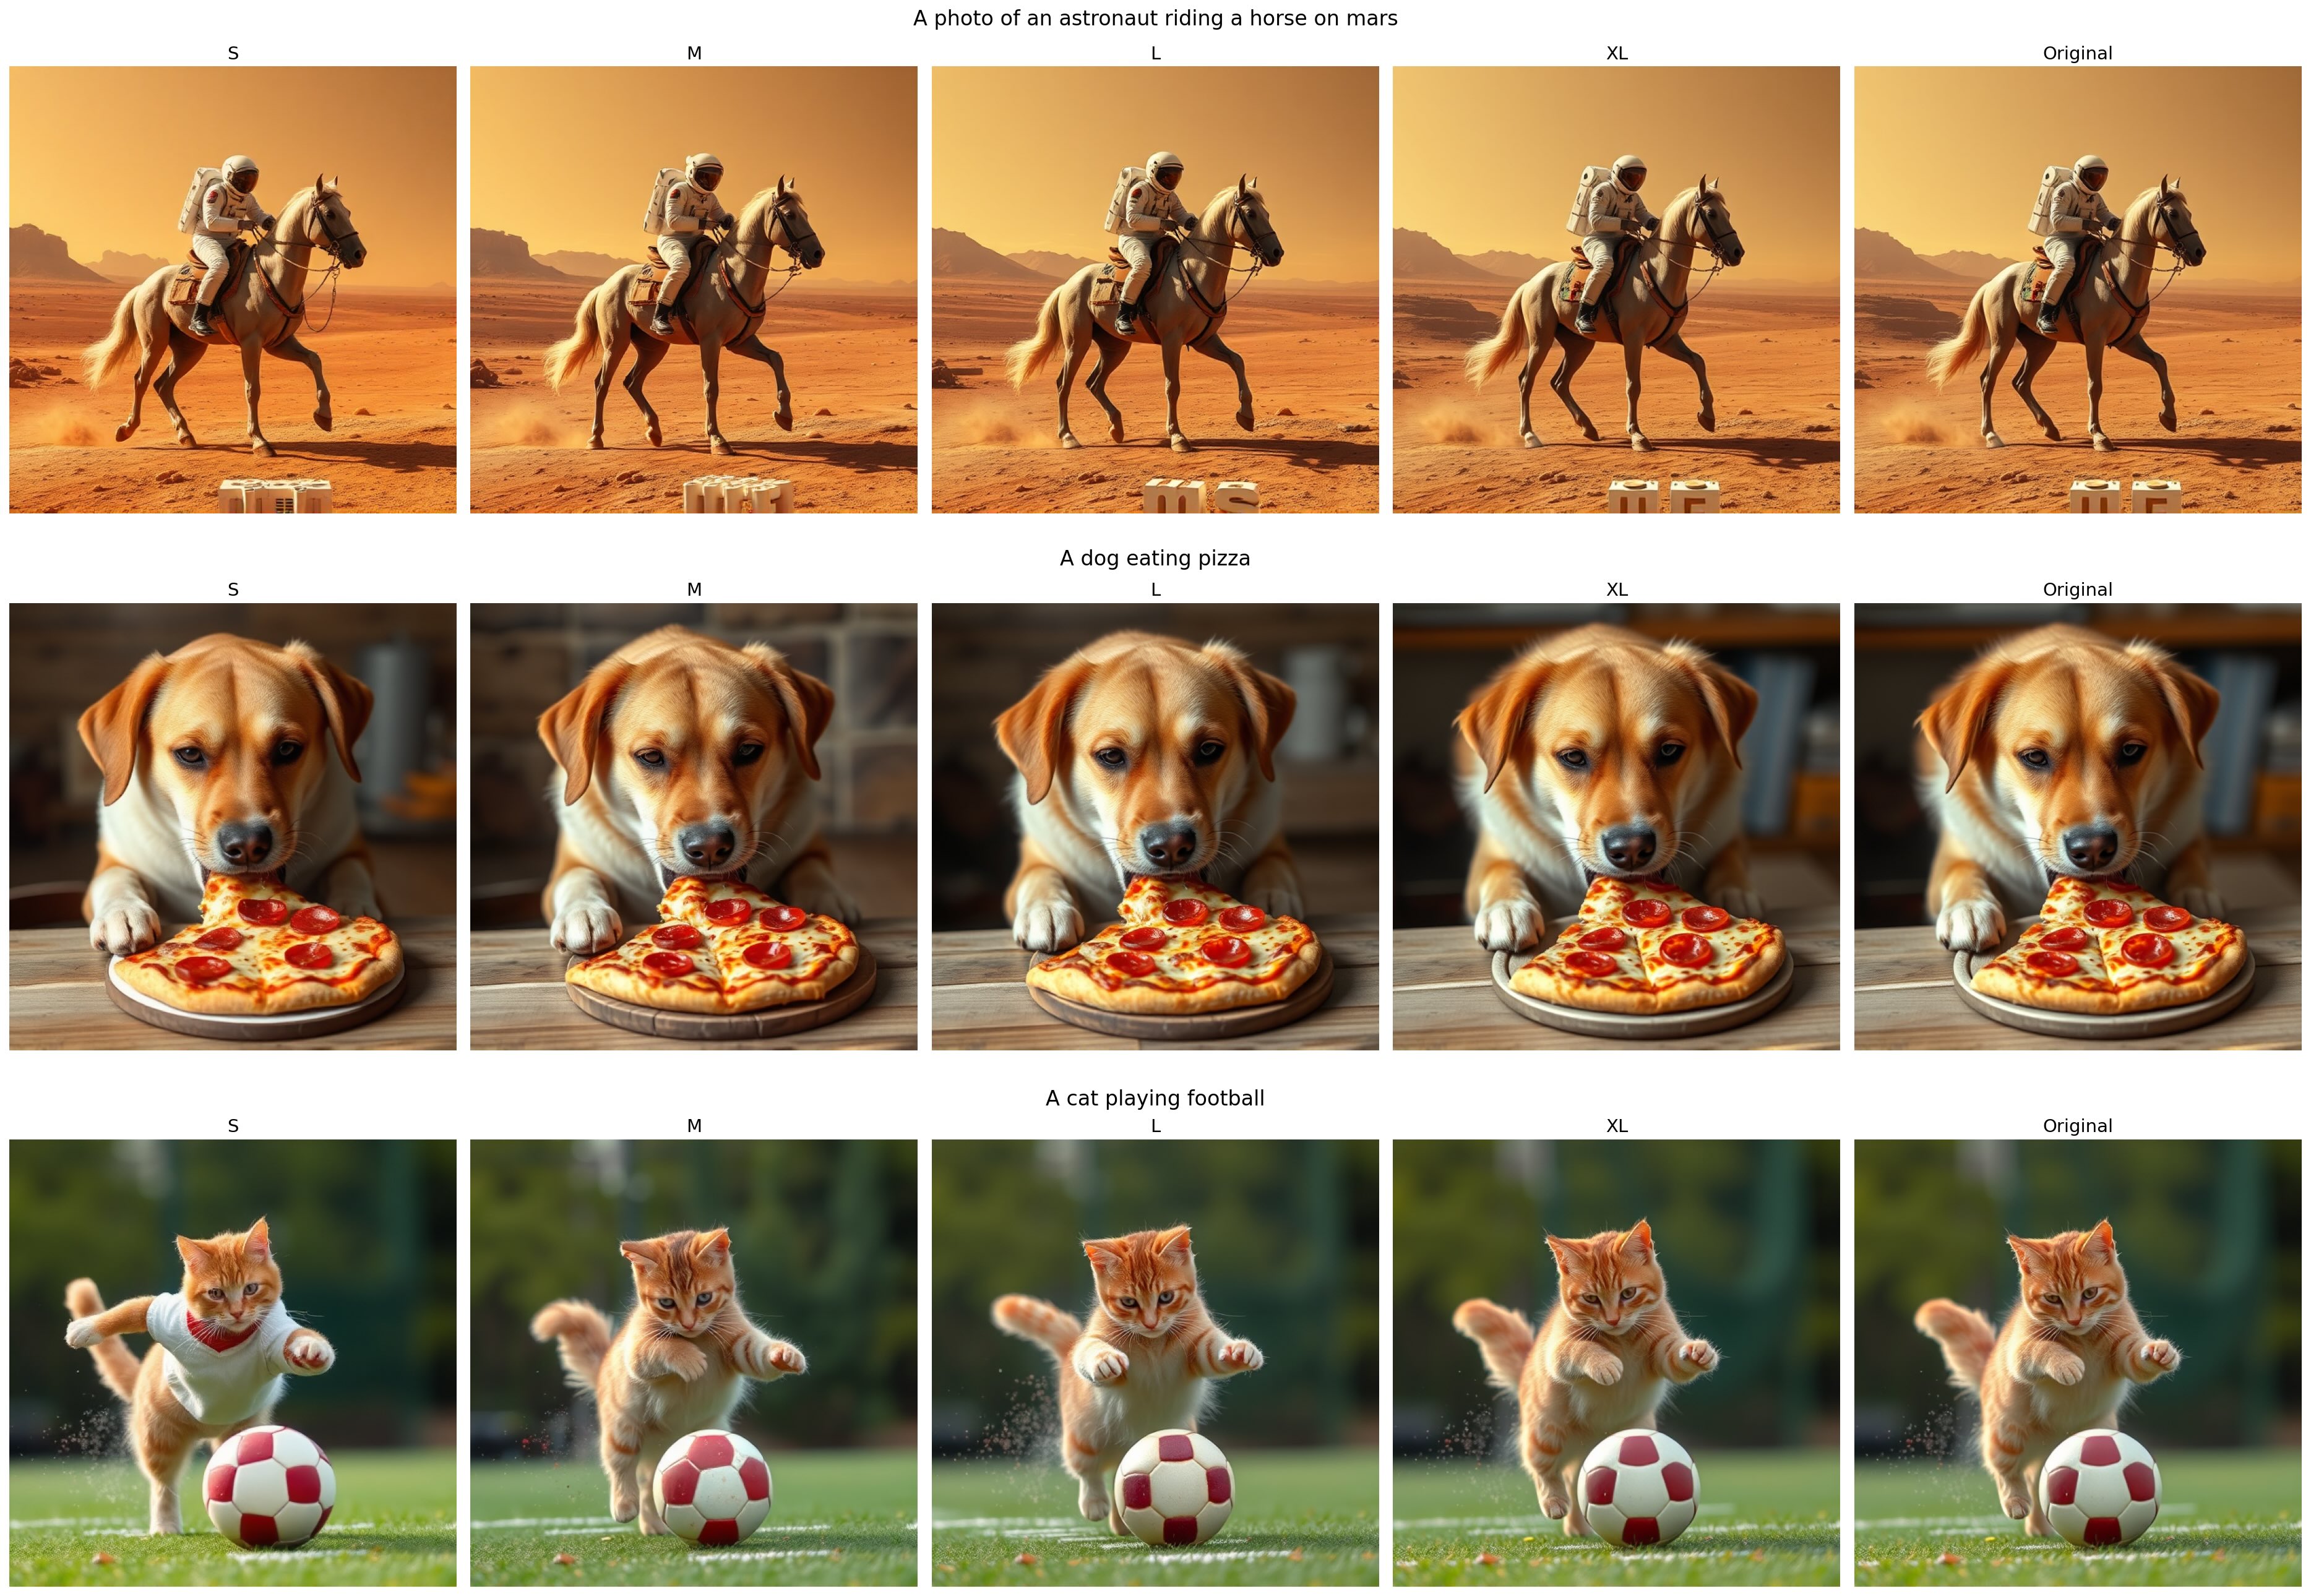 A photo of an astronaut riding a horse on mars
S M L XL Original
A dog eating pizza
S M L XL Original
A cat playing football
S M L XL Original